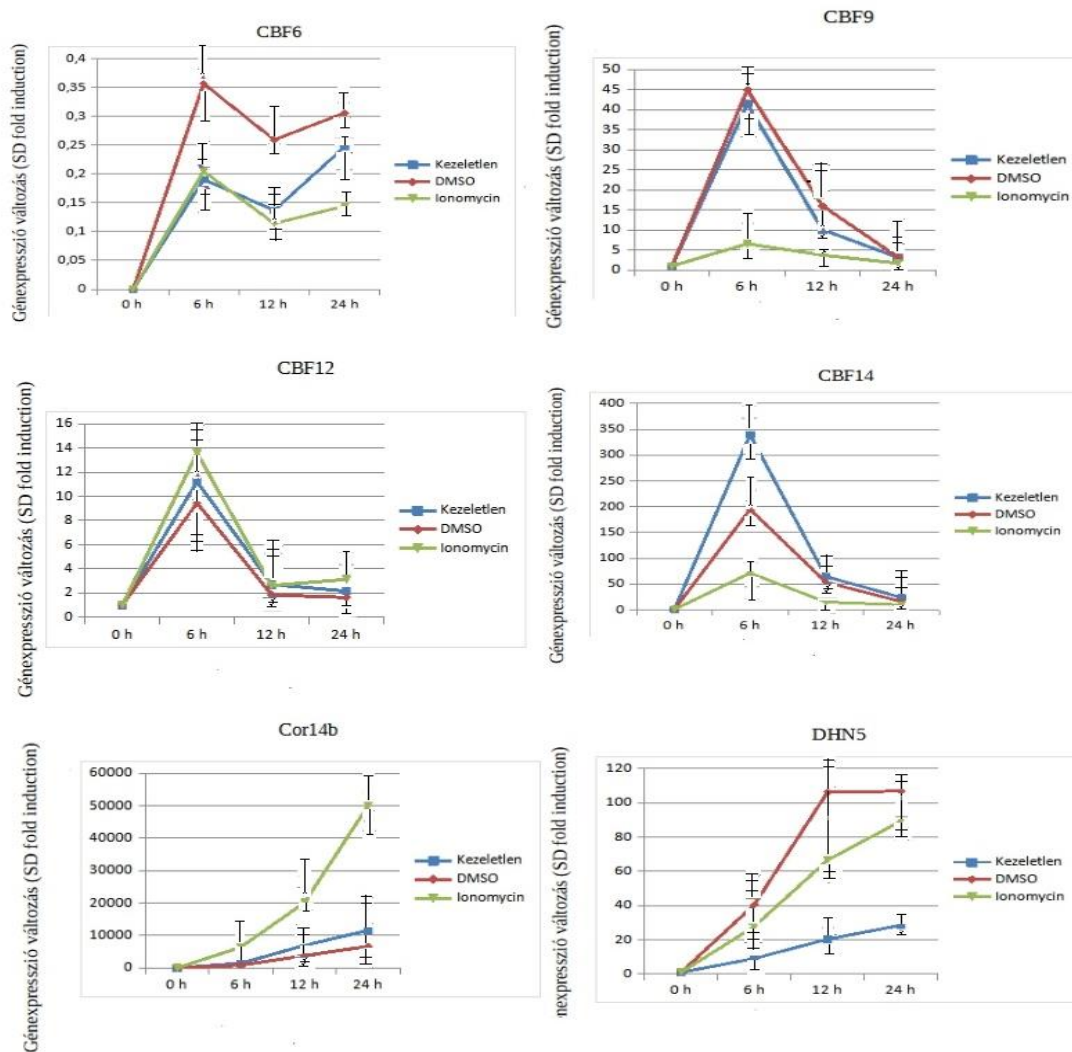 CBF6
Génexpresszió változás (SD fold induction)
0,4
0,35
0,3
0,25
0,2
0,15
0,1
0,05
0
0 h
6 h
12 h
24 h
Kezeletlen
DMSO
Ionomycin
CBF9
Génexpresszió változás (SD fold induction)
50
45
40
35
30
25
20
15
10
5
0
0 h
6 h
12 h
24 h
Kezeletlen
DMSO
Ionomycin
CBF12
Génexpresszió változás (SD fold induction)
16
14
12
10
8
6
4
2
0
0 h
6 h
12 h
24 h
Kezeletlen
DMSO
Ionomycin
CBF14
Génexpresszió változás (SD fold induction)
400
350
300
250
200
150
100
50
0
0 h
6 h
12 h
24 h
Kezeletlen
DMSO
Ionomycin
Cor14b
Génexpresszió változás (SD fold induction)
60000
50000
40000
30000
20000
10000
0
0 h
6 h
12 h
24 h
Kezeletlen
DMSO
Ionomycin
DHN5
nexpresszió változás (SD fold induction)
120
100
80
60
40
20
0
0 h
6 h
12 h
24 h
Kezeletlen
DMSO
Ionomycin